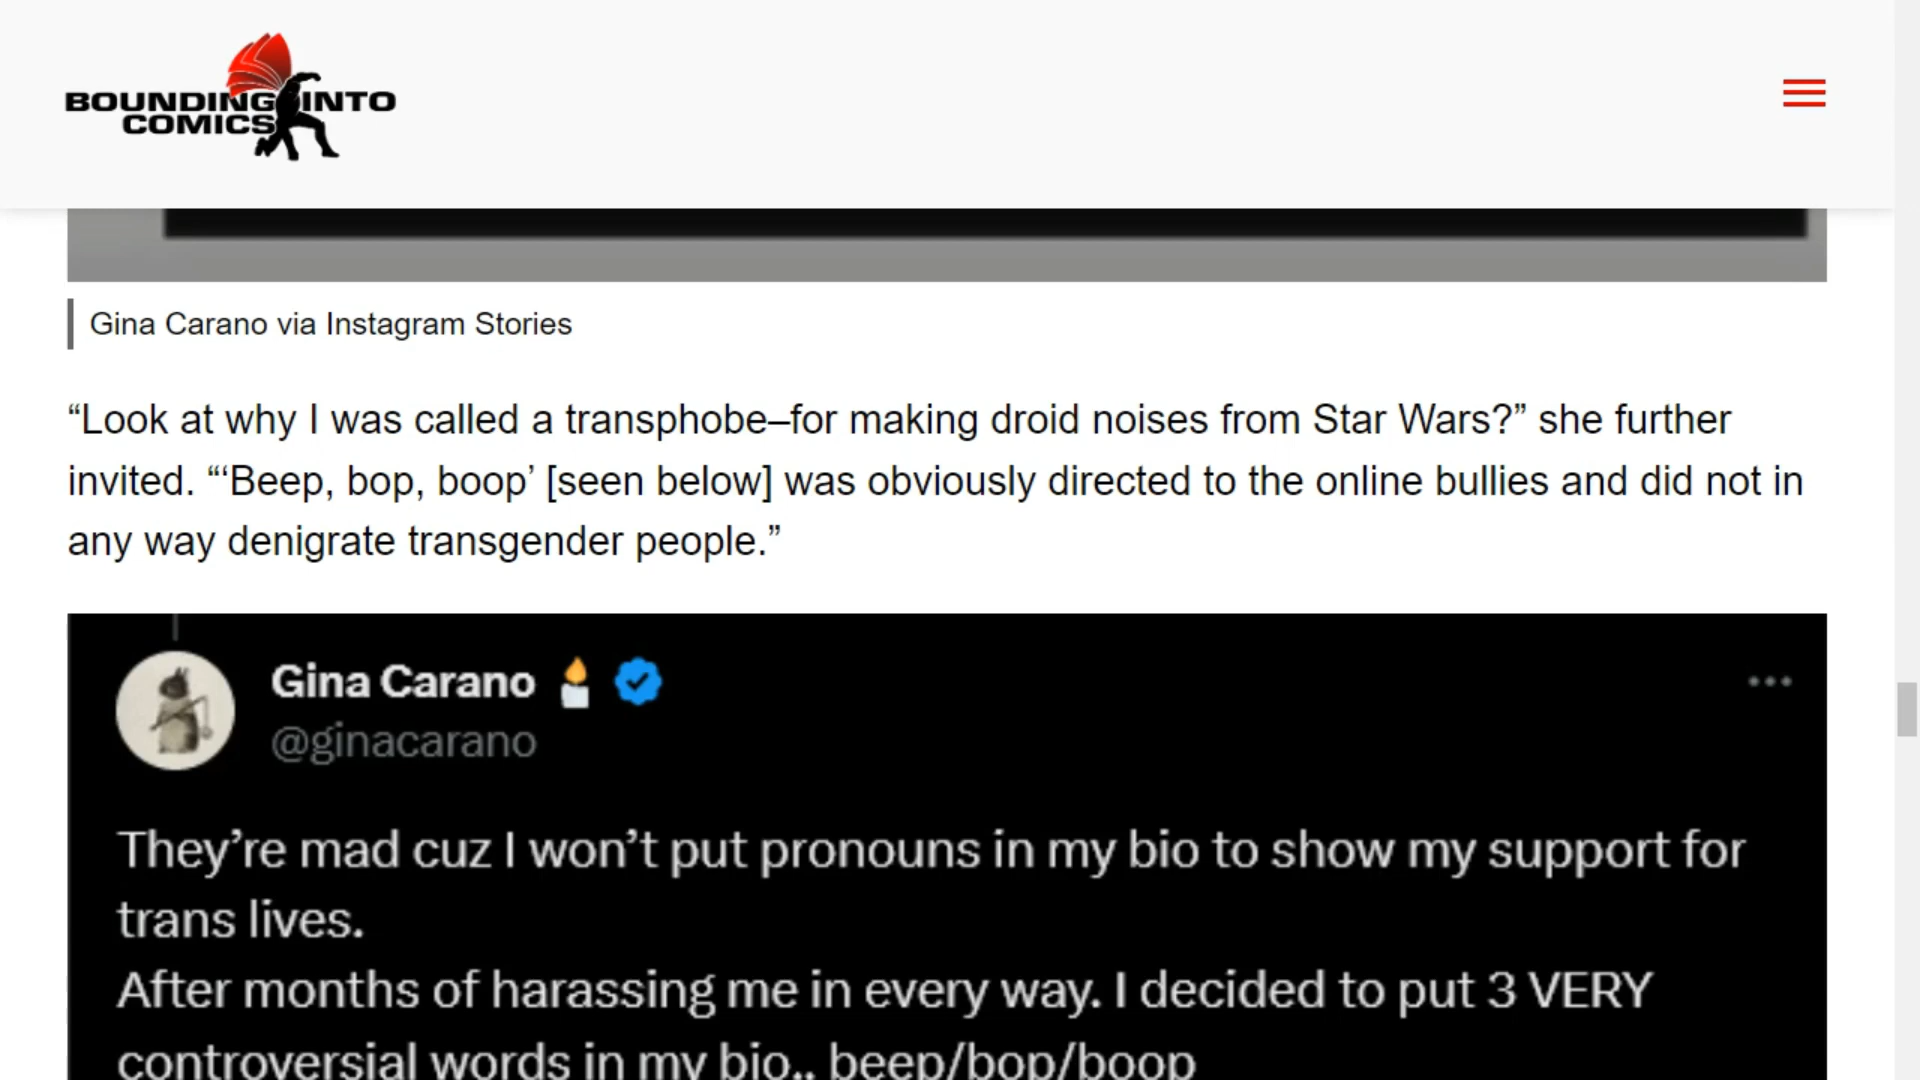 BOUNDING INTO
COMICS
Gina Carano via Instagram Stories
“Look at why I was called a transphobe–for making droid noises from Star Wars?” she further
invited. “‘Beep, bop, boop’ [seen below] was obviously directed to the online bullies and did not in
any way denigrate transgender people.”
Gina Carano
@ginacarano
They’re mad cuz I won’t put pronouns in my bio to show my support for
trans lives.
After months of harassing me in every way. I decided to put 3 VERY
controversial words in my bio.. beep/bop/boop